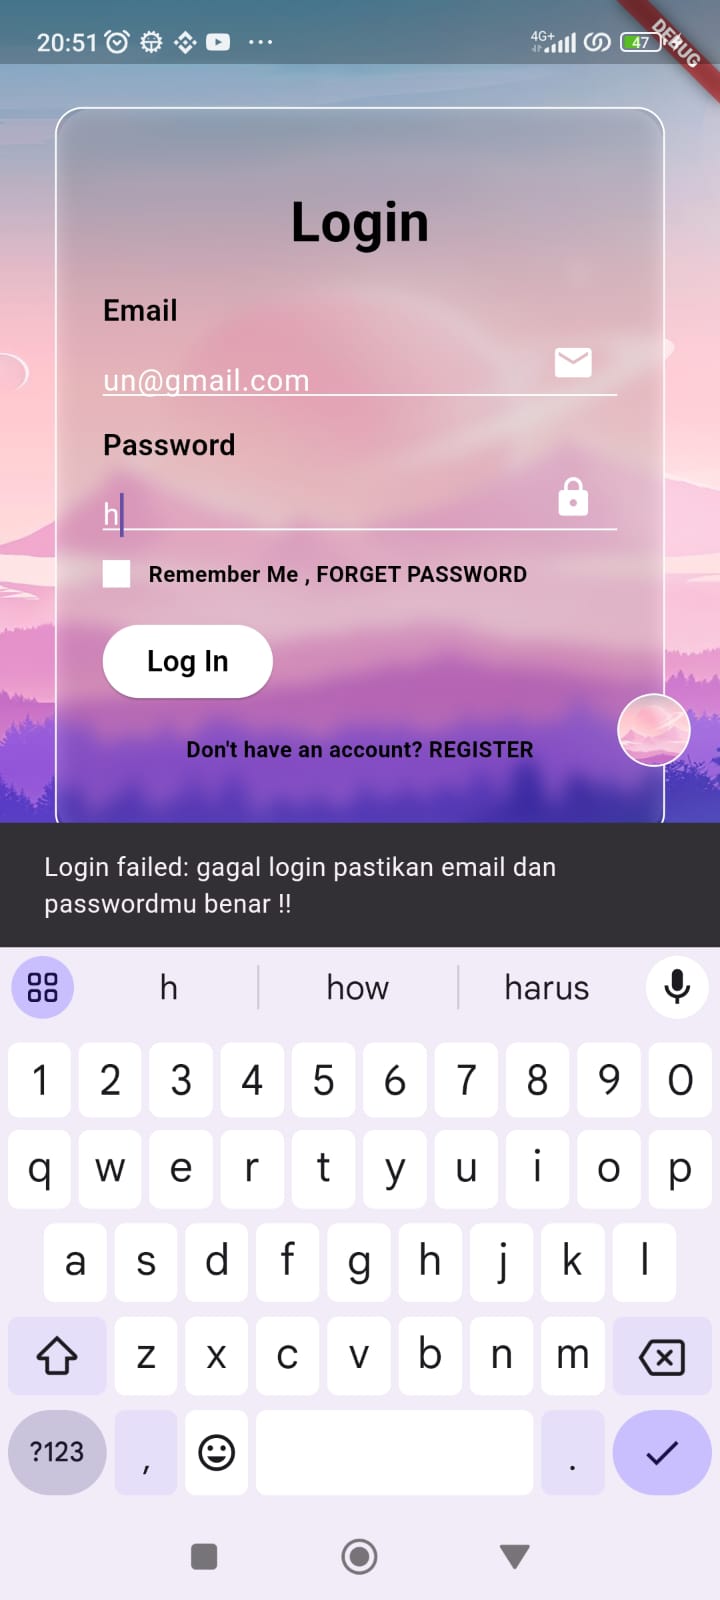 20:51
4G+
47
DEBUG
Login
Email
un@gmail.com
Password
h
Remember Me , FORGET PASSWORD
Log In
Don't have an account? REGISTER
Login failed: gagal login pastikan email dan
passwordmu benar !!
h how harus
1 2 3 4 5 6 7 8 9 0
q w e r t y u i o p
a s d f g h j k l
z x c v b n m
?123 , .